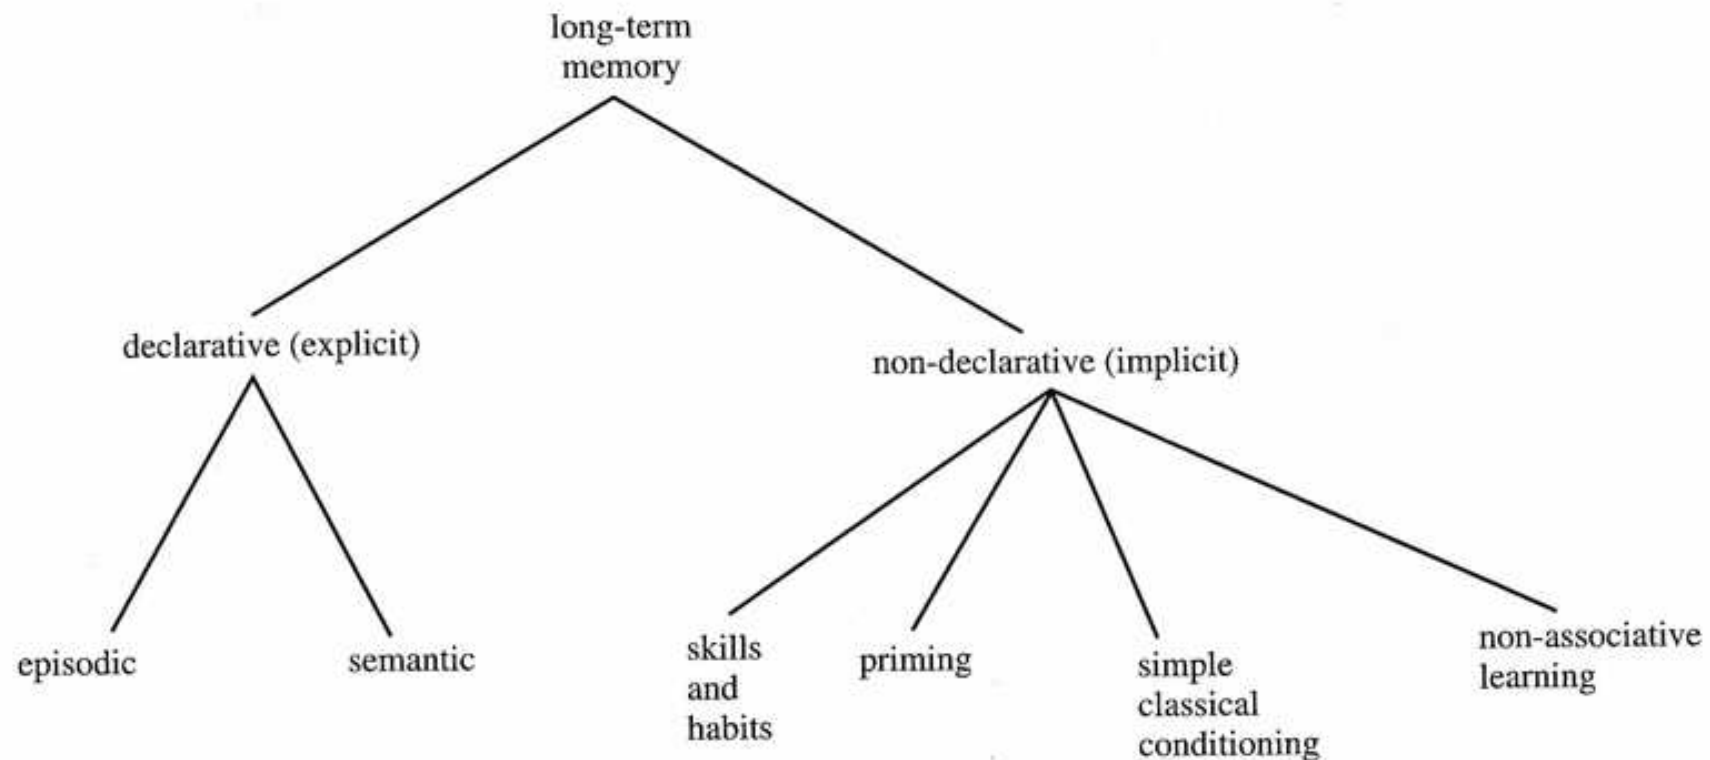 long-term
memory
declarative (explicit)
non-declarative (implicit)
episodic
semantic
skills
and
habits
priming
simple
classical
conditioning
non-associative
learning